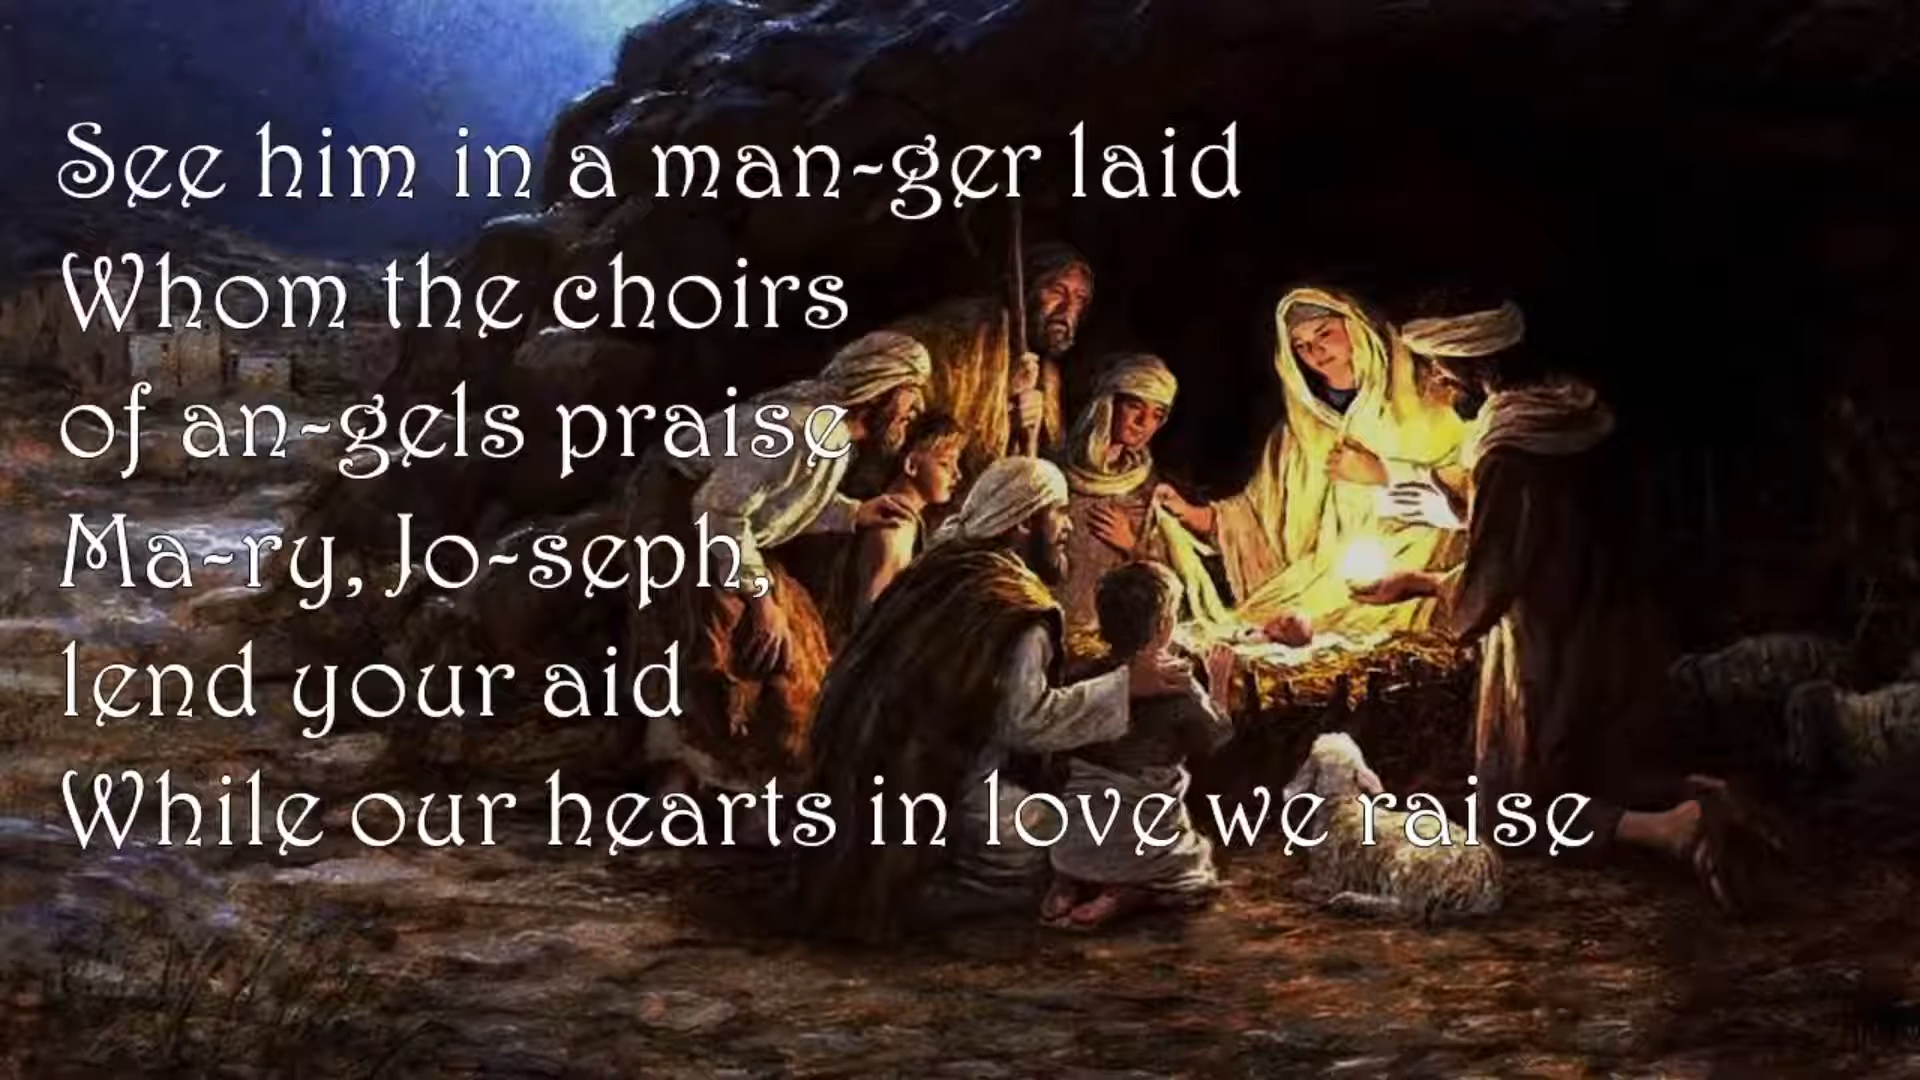 See him in a man-ger laid
Whom the choirs
of an-gels praise
Ma-ry, Jo-seph,
lend your aid
While our hearts in love we raise